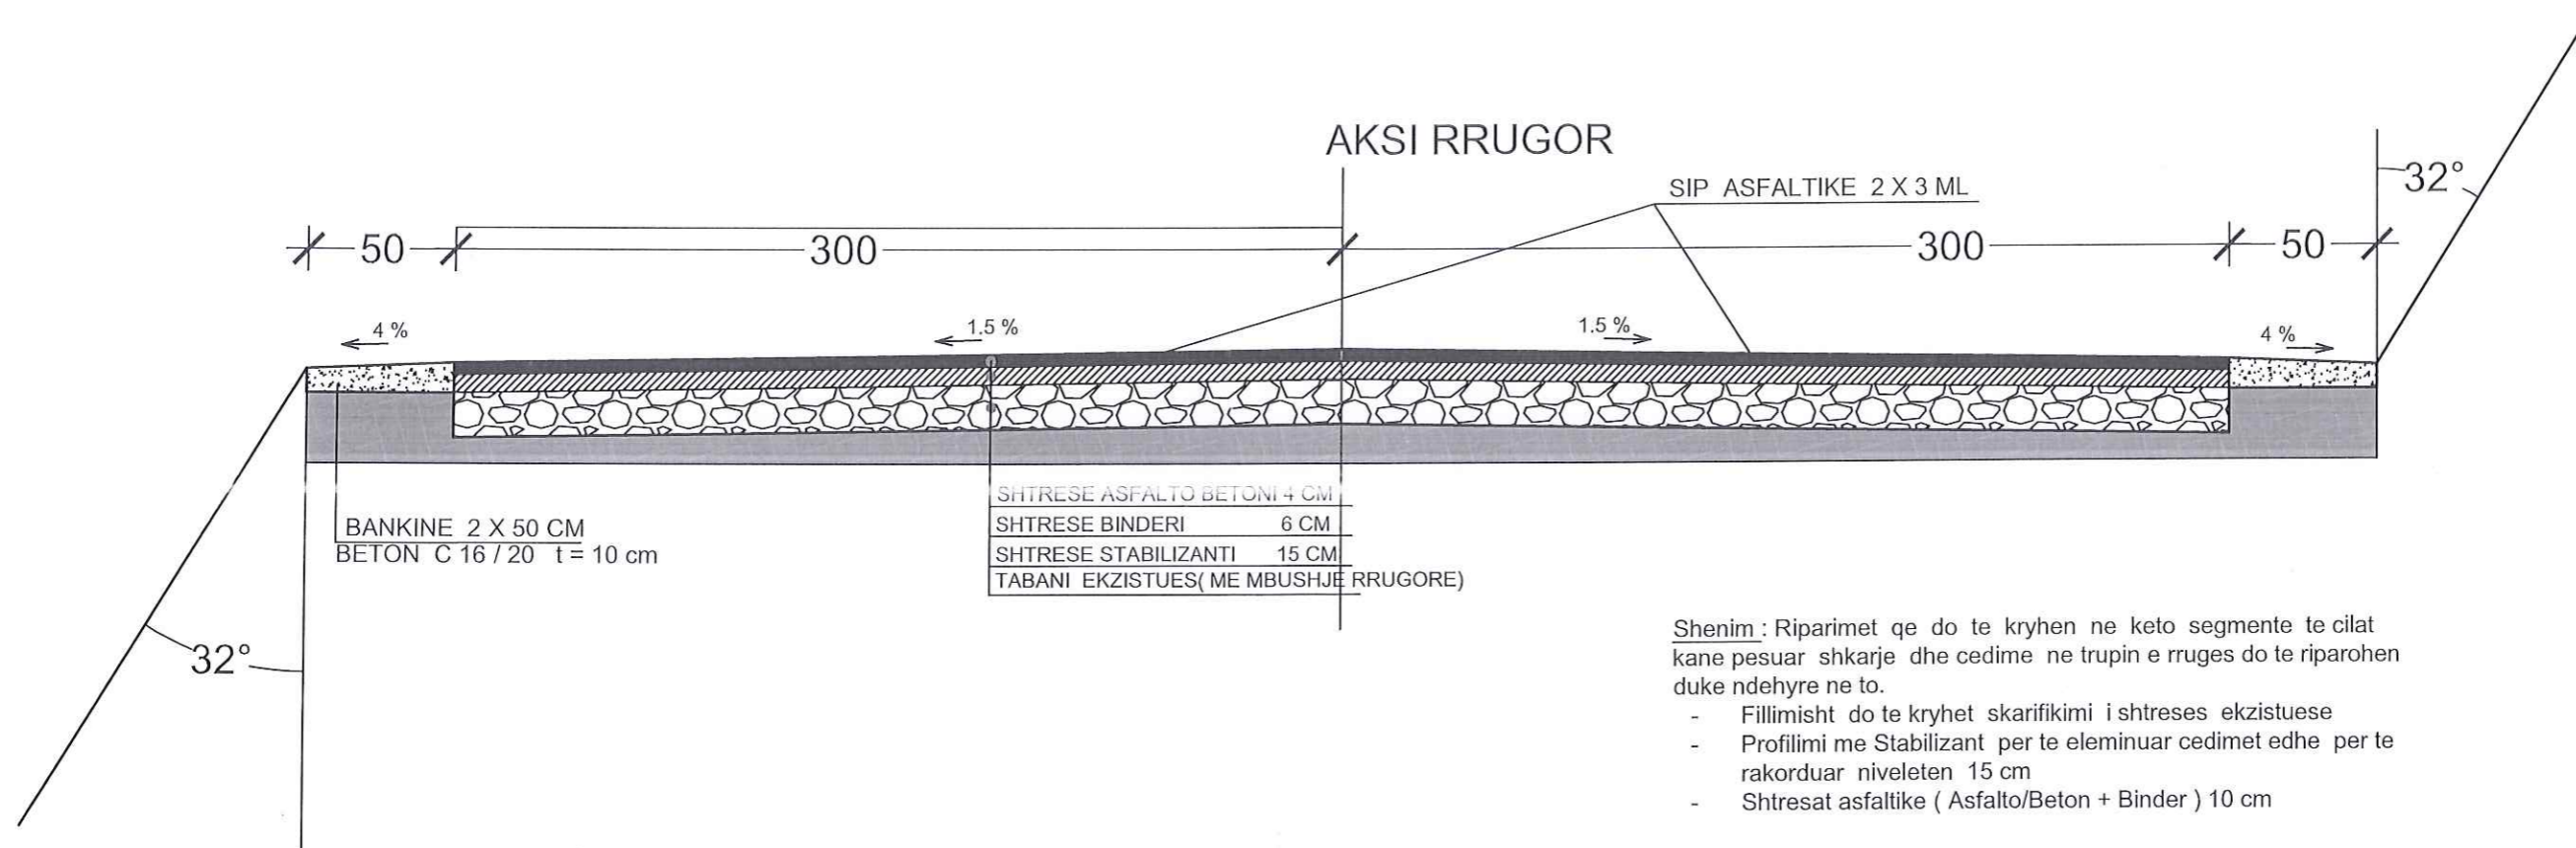 AKSI RRUGOR
SIP ASFALTIKE 2 X 3 ML
32°
50
300
300
50
4 %
1.5 %
1.5 %
4 %
SHTRESE ASFALTO BETONI 4 CM
SHTRESE BINDERI 6 CM
SHTRESE STABILIZANTI 15 CM
TABANI EKZISTUES( ME MBUSHJE RRUGORE)
BANKINE 2 X 50 CM
BETON C 16 / 20 t = 10 cm
32°
Shenim : Riparimet qe do te kryhen ne keto segmente te cilat
kane pesuar shkarje dhe cedime ne trupin e rruges do te riparohen
duke ndehyre ne to.
- Fillimisht do te kryhet skarifikimi i shtreses ekzistuese
- Profilimi me Stabilizant per te eleminuar cedimet edhe per te
rakorduar niveleten 15 cm
- Shtresat asfaltike ( Asfalto/Beton + Binder ) 10 cm